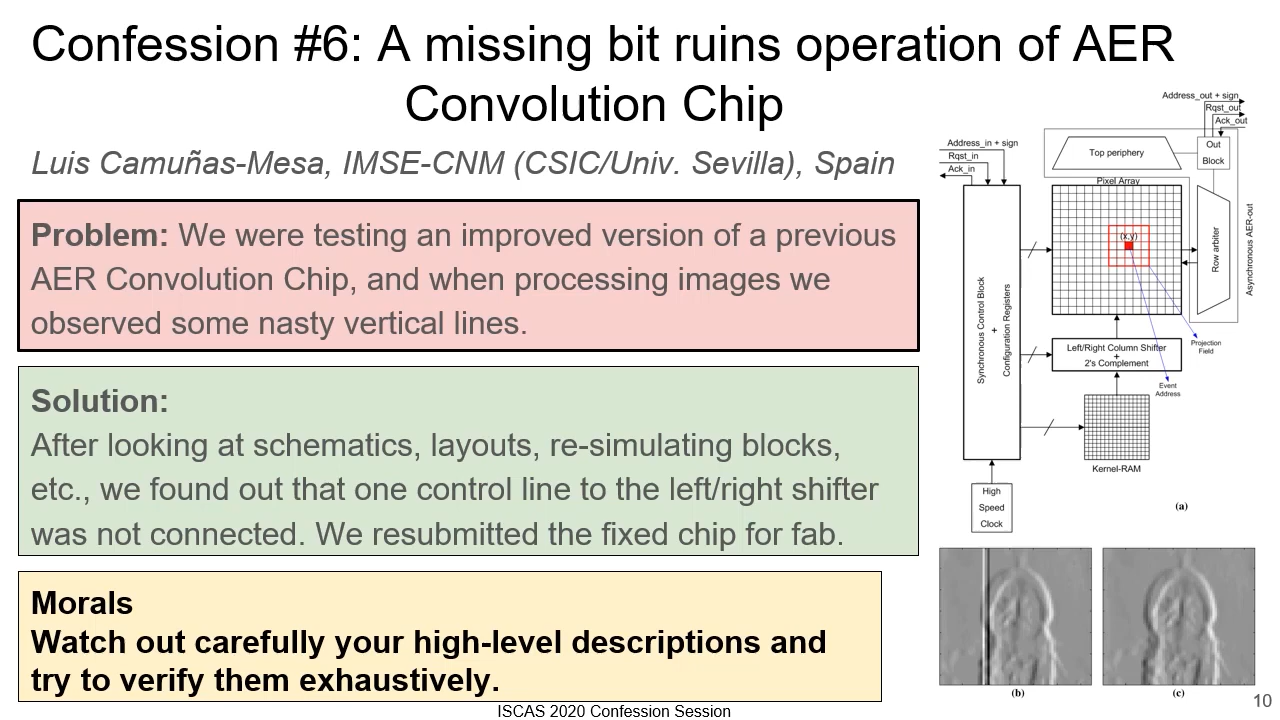 Confession #6: A missing bit ruins operation of AER
Convolution Chip
Luis Camuñas-Mesa, IMSE-CNM (CSIC/Univ. Sevilla), Spain
Problem: We were testing an improved version of a previous
AER Convolution Chip, and when processing images we
observed some nasty vertical lines.
Solution:
After looking at schematics, layouts, re-simulating blocks,
etc., we found out that one control line to the left/right shifter
was not connected. We resubmitted the fixed chip for fab.
Morals
Watch out carefully your high-level descriptions and
try to verify them exhaustively.
Address_out + sign
Rqst_out
Ack_out
Address_in + sign
Rqst_in
Ack_in
Top periphery
Out
Block
Pixel Array
(x,y)
Row arbiter
Asynchronous AER-out
Synchronous Control Block
+
Configuration Registers
Left/Right Column Shifter
+
2's Complement
Projection
Field
Event
Address
Kernel-RAM
High
Speed
Clock
(a)
(b)
(c)
ISCAS 2020 Confession Session
10